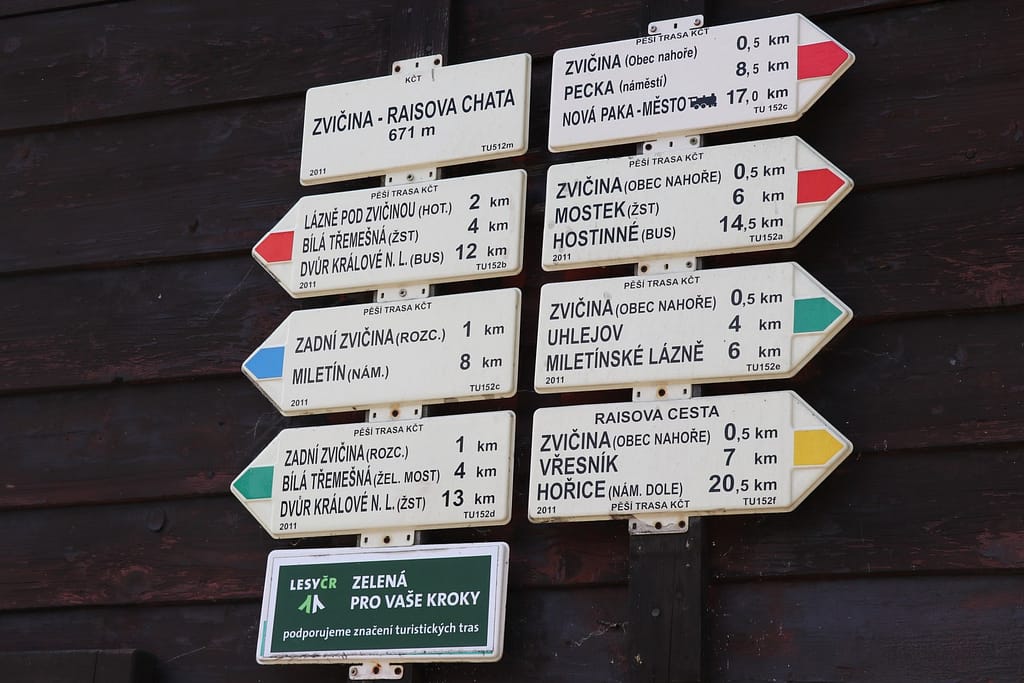 KČT
ZVIČINA - RAISOVA CHATA
671 m
2011 TU512m
PĚŠÍ TRASA KČT
LÁZNĚ POD ZVIČINOU (HOT.) 2 km
BÍLÁ TŘEMEŠNÁ (ŽST) 4 km
DVŮR KRÁLOVÉ N. L. (BUS) 12 km
2011 TU152b
PĚŠÍ TRASA KČT
ZADNÍ ZVIČINA (ROZC.) 1 km
MILETÍN (NÁM.) 8 km
2011 TU152c
PĚŠÍ TRASA KČT
ZADNÍ ZVIČINA (ROZC.) 1 km
BÍLÁ TŘEMEŠNÁ (ŽEL. MOST) 4 km
DVŮR KRÁLOVÉ N. L. (ŽST) 13 km
2011 TU152d
LESYČR ZELENÁ
PRO VAŠE KROKY
podporujeme značení turistických tras
PĚŠÍ TRASA KČT
ZVIČINA (Obec nahoře) 0,5 km
PECKA (náměstí) 8,5 km
NOVÁ PAKA - MĚSTO 17,0 km
TU 152c
PĚŠÍ TRASA KČT
ZVIČINA (OBEC NAHOŘE) 0,5 km
MOSTEK (ŽST) 6 km
HOSTINNÉ (BUS) 14,5 km
2011 TU152a
PĚŠÍ TRASA KČT
ZVIČINA (OBEC NAHOŘE) 0,5 km
UHLEJOV 4 km
MILETÍNSKÉ LÁZNĚ 6 km
2011 TU152e
RAISOVA CESTA
ZVIČINA (OBEC NAHOŘE) 0,5 km
VŘESNÍK 7 km
HOŘICE (NÁM. DOLE) 20,5 km
2011 PĚŠÍ TRASA KČT TU152f